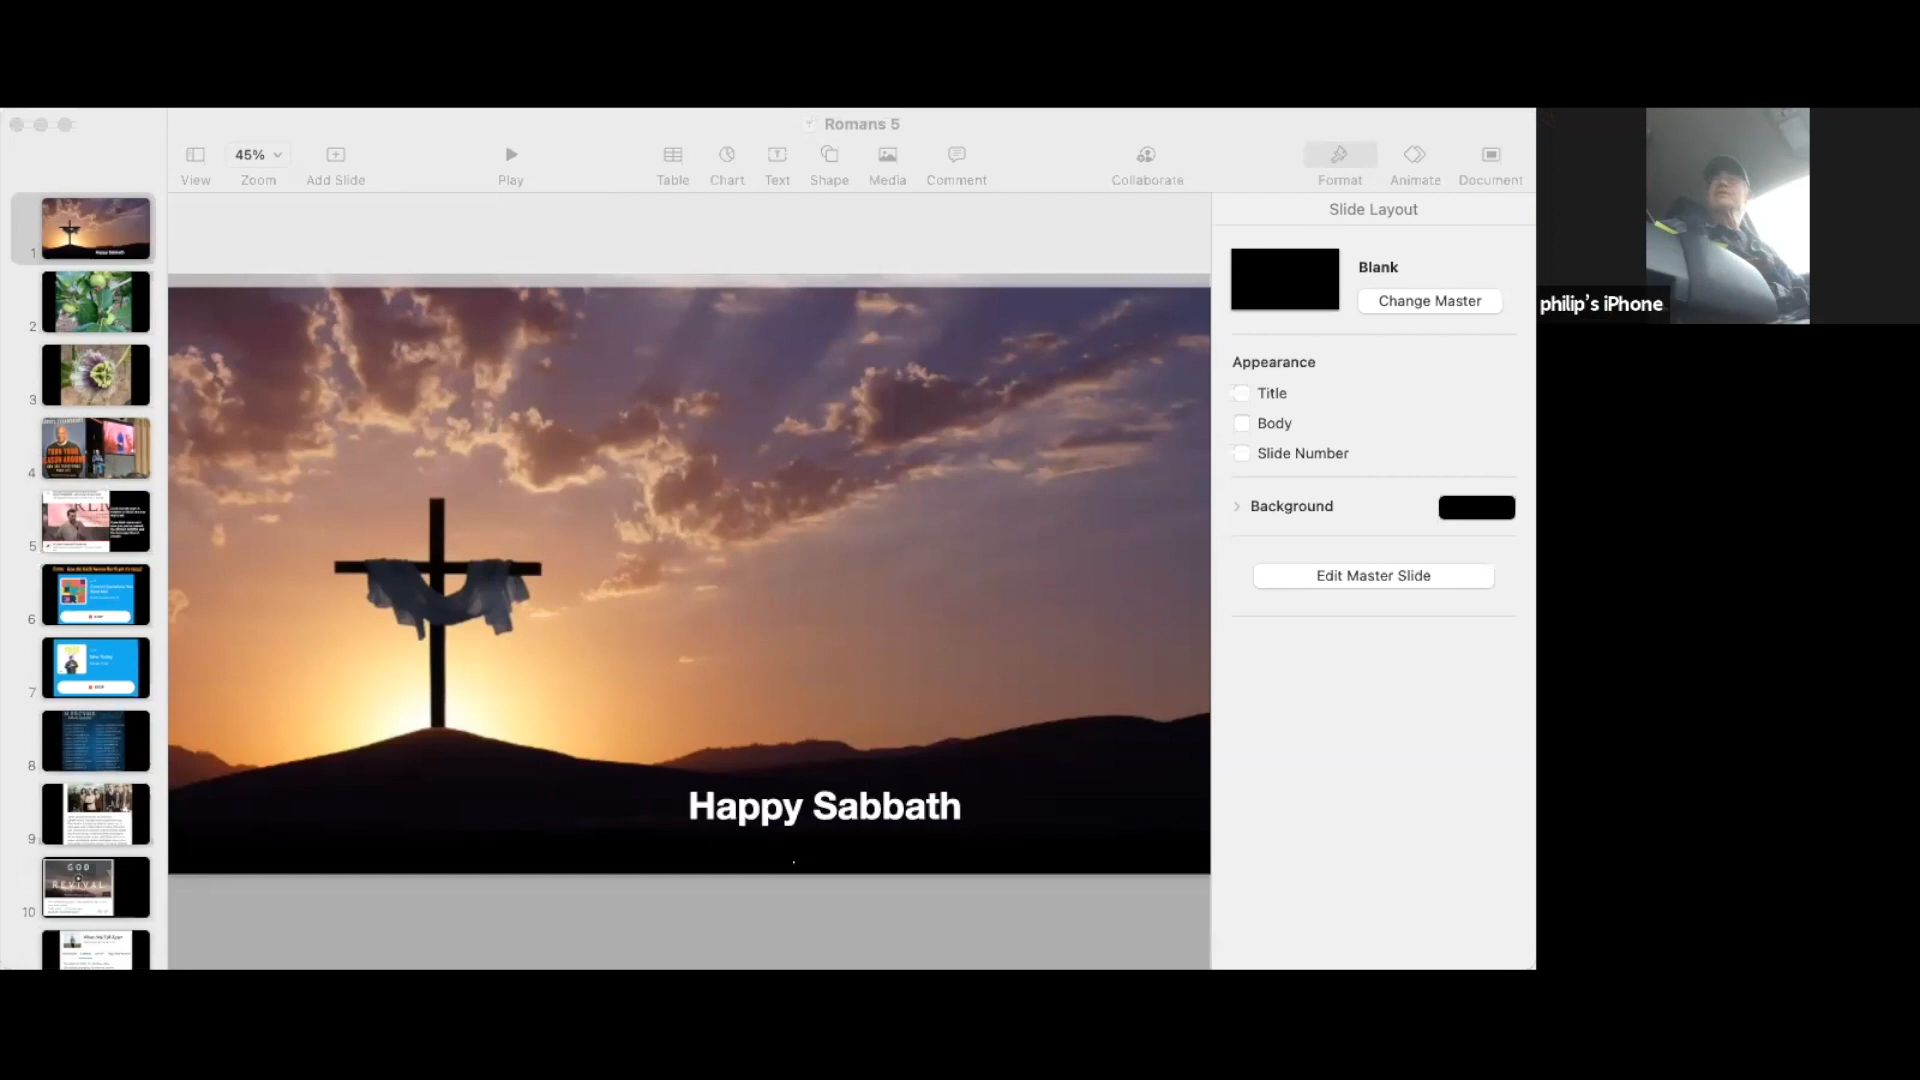 Romans 5
45%
View
Zoom
Add Slide
Play
Table
Chart
Text
Shape
Media
Comment
Collaborate
Format
Animate
Document
Slide Layout
Blank
Change Master
Appearance
Title
Body
Slide Number
Background
Edit Master Slide
Happy Sabbath
philip's iPhone
1
Happy Sabbath
2
3
4
5
6
7
8
9
10
GOD
REVIVAL